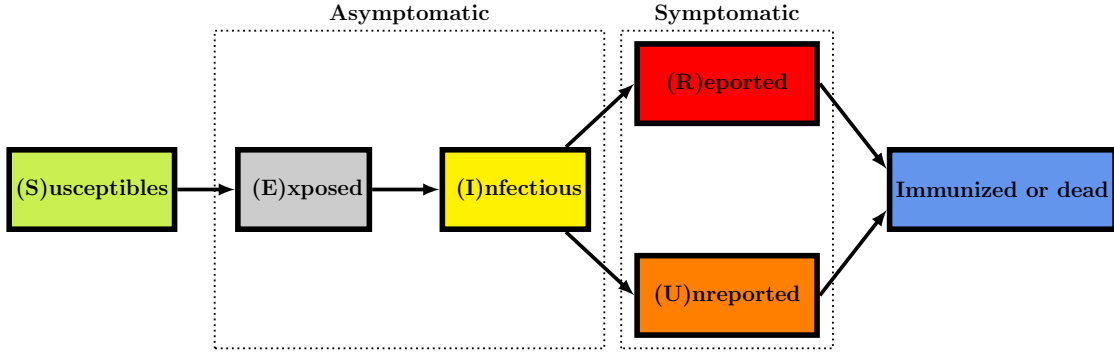 Asymptomatic
Symptomatic
(R)eported
(S)usceptibles
(E)xposed
(I)nfectious
Immunized or dead
(U)nreported